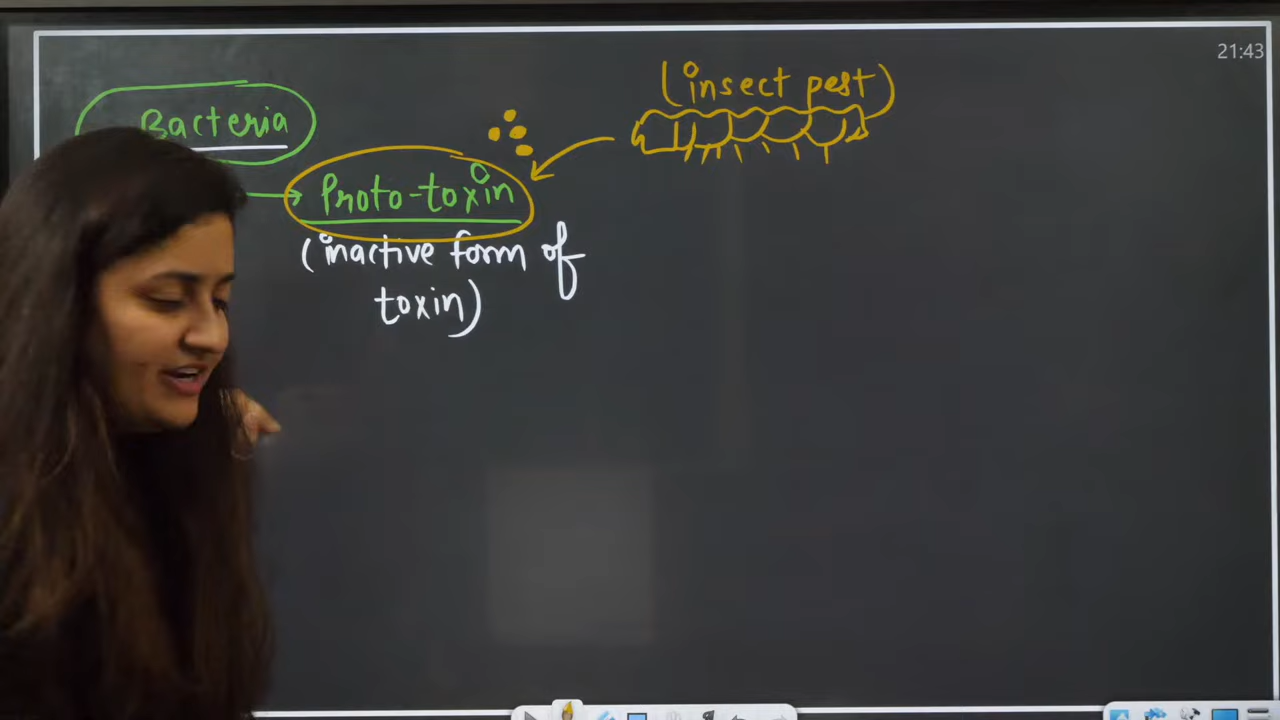 21:43
(insect pest)
Bacteria
Proto-toxin
(inactive form of
toxin)